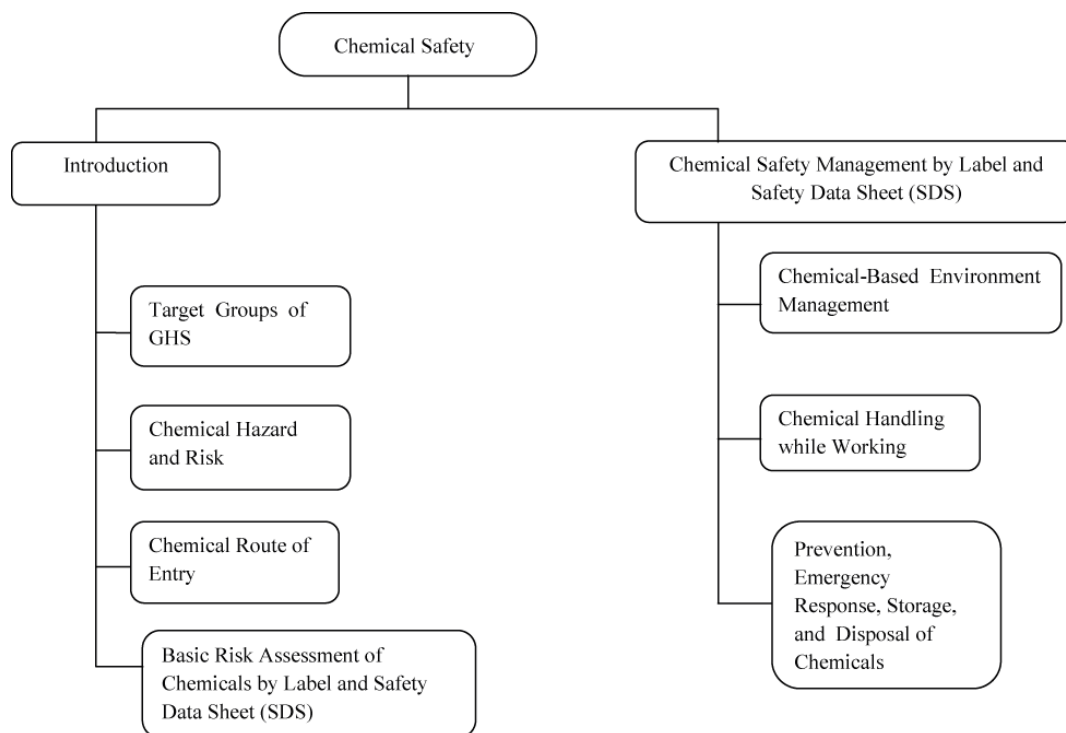 Chemical Safety
Introduction
Target Groups of
GHS
Chemical Hazard
and Risk
Chemical Route of
Entry
Basic Risk Assessment of
Chemicals by Label and Safety
Data Sheet (SDS)
Chemical Safety Management by Label and
Safety Data Sheet (SDS)
Chemical-Based Environment
Management
Chemical Handling
while Working
Prevention,
Emergency
Response, Storage,
and Disposal of
Chemicals